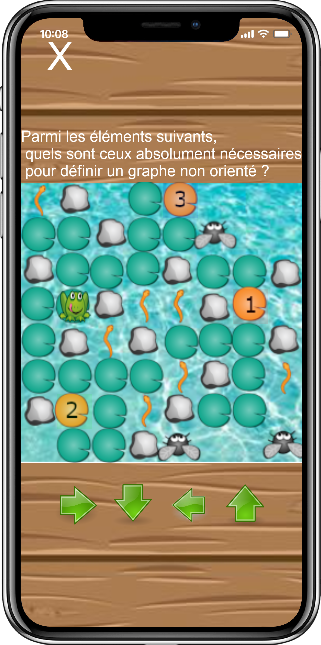 10:08
X
Parmi les éléments suivants,
quels sont ceux absolument nécessaires
pour définir un graphe non orienté ?
3
1
2